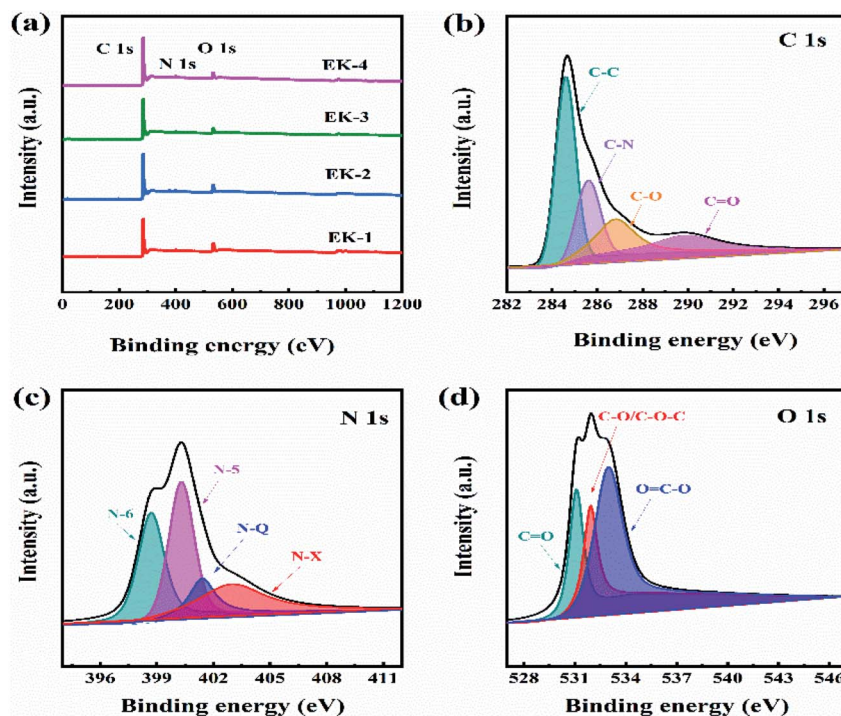 (a)
C 1s
N 1s
O 1s
EK-4
EK-3
EK-2
EK-1
Intensity (a.u.)
0 200 400 600 800 1000 1200
Binding energy (eV)
(b)
C 1s
C-C
C-N
C-O
C=O
Intensity (a.u.)
282 284 286 288 290 292 294 296
Binding energy (eV)
(c)
N 1s
N-5
N-6
N-Q
N-X
Intensity (a.u.)
396 399 402 405 408 411
Binding energy (eV)
(d)
O 1s
C-O/C-O-C
O=C-O
C=O
Intensity (a.u.)
528 531 534 537 540 543 546
Binding energy (eV)